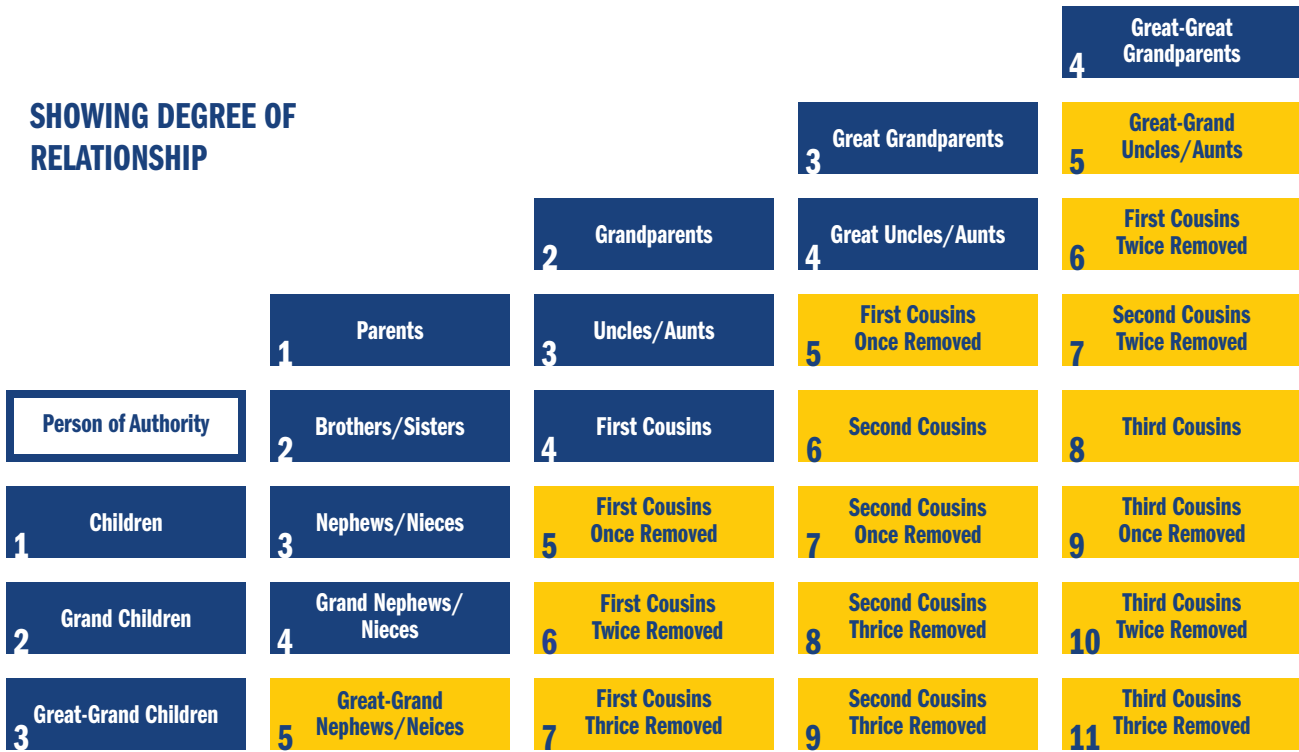 Great-Great
Grandparents
4
SHOWING DEGREE OF
RELATIONSHIP
Great Grandparents
3
Great-Grand
Uncles/Aunts
5
Grandparents
2
Great Uncles/Aunts
4
First Cousins
Twice Removed
6
Parents
1
Uncles/Aunts
3
First Cousins
Once Removed
5
Second Cousins
Twice Removed
7
Person of Authority
Brothers/Sisters
2
First Cousins
4
Second Cousins
6
Third Cousins
8
Children
1
Nephews/Nieces
3
First Cousins
Once Removed
5
Second Cousins
Once Removed
7
Third Cousins
Once Removed
9
Grand Children
2
Grand Nephews/
Nieces
4
First Cousins
Twice Removed
6
Second Cousins
Thrice Removed
8
Third Cousins
Twice Removed
10
Great-Grand Children
3
Great-Grand
Nephews/Neices
5
First Cousins
Thrice Removed
7
Second Cousins
Thrice Removed
9
Third Cousins
Thrice Removed
11